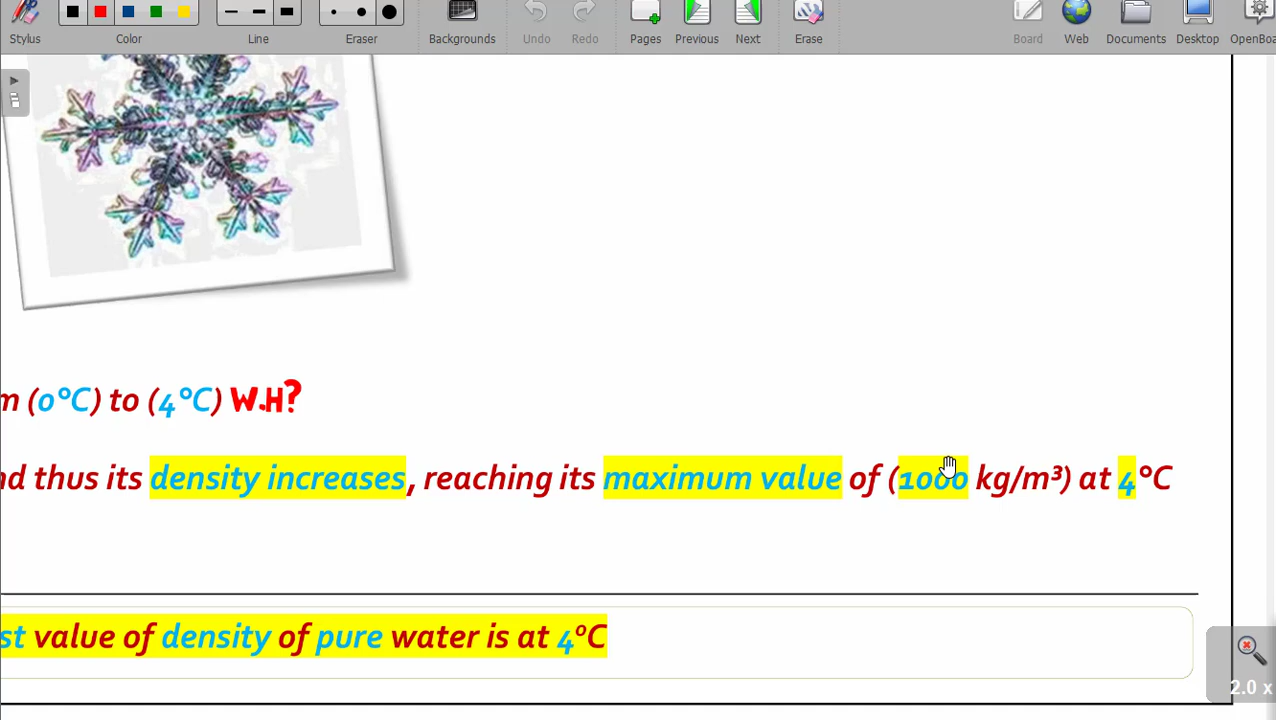 Stylus Color Line Eraser Backgrounds Undo Redo Pages Previous Next Erase Board Web Documents Desktop OpenBoa
m (0°C) to (4°C) W.H?
nd thus its density increases, reaching its maximum value of (1000 kg/m³) at 4°C
st value of density of pure water is at 4°C
2.0 x